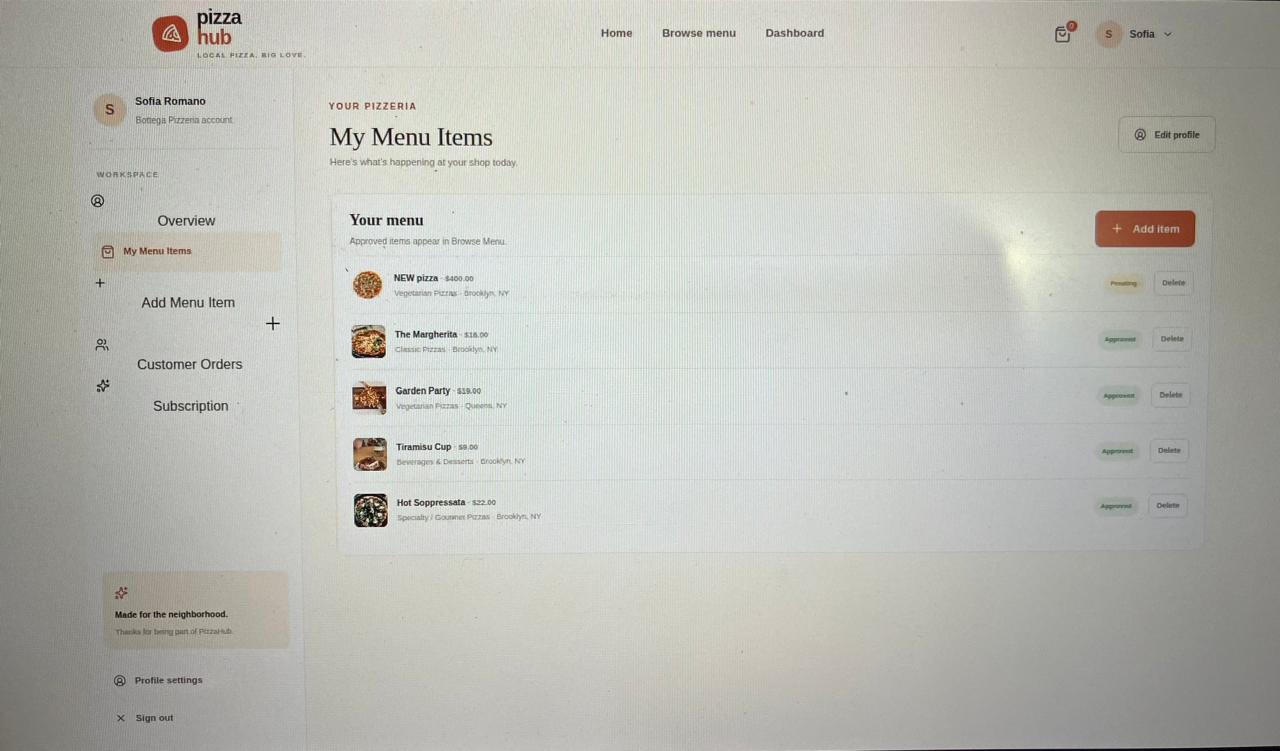 pizza
hub
LOCAL PIZZA. BIG LOVE.
Home Browse menu Dashboard
0
S Sofia
S
Sofia Romano
Bottega Pizzeria account
WORKSPACE
Overview
My Menu Items
Add Menu Item
Customer Orders
Subscription
Made for the neighborhood.
Thanks for being part of PizzaHub.
Profile settings
Sign out
YOUR PIZZERIA
My Menu Items
Here's what's happening at your shop today.
Edit profile
Your menu
Approved items appear in Browse Menu.
Add item
NEW pizza · $400.00
Vegetarian Pizzas · Brooklyn, NY
Pending Delete
The Margherita · $18.00
Classic Pizzas · Brooklyn, NY
Approved Delete
Garden Party · $19.00
Vegetarian Pizzas · Queens, NY
Approved Delete
Tiramisu Cup · $9.00
Beverages & Desserts · Brooklyn, NY
Approved Delete
Hot Soppressata · $22.00
Specialty / Gourmet Pizzas · Brooklyn, NY
Approved Delete